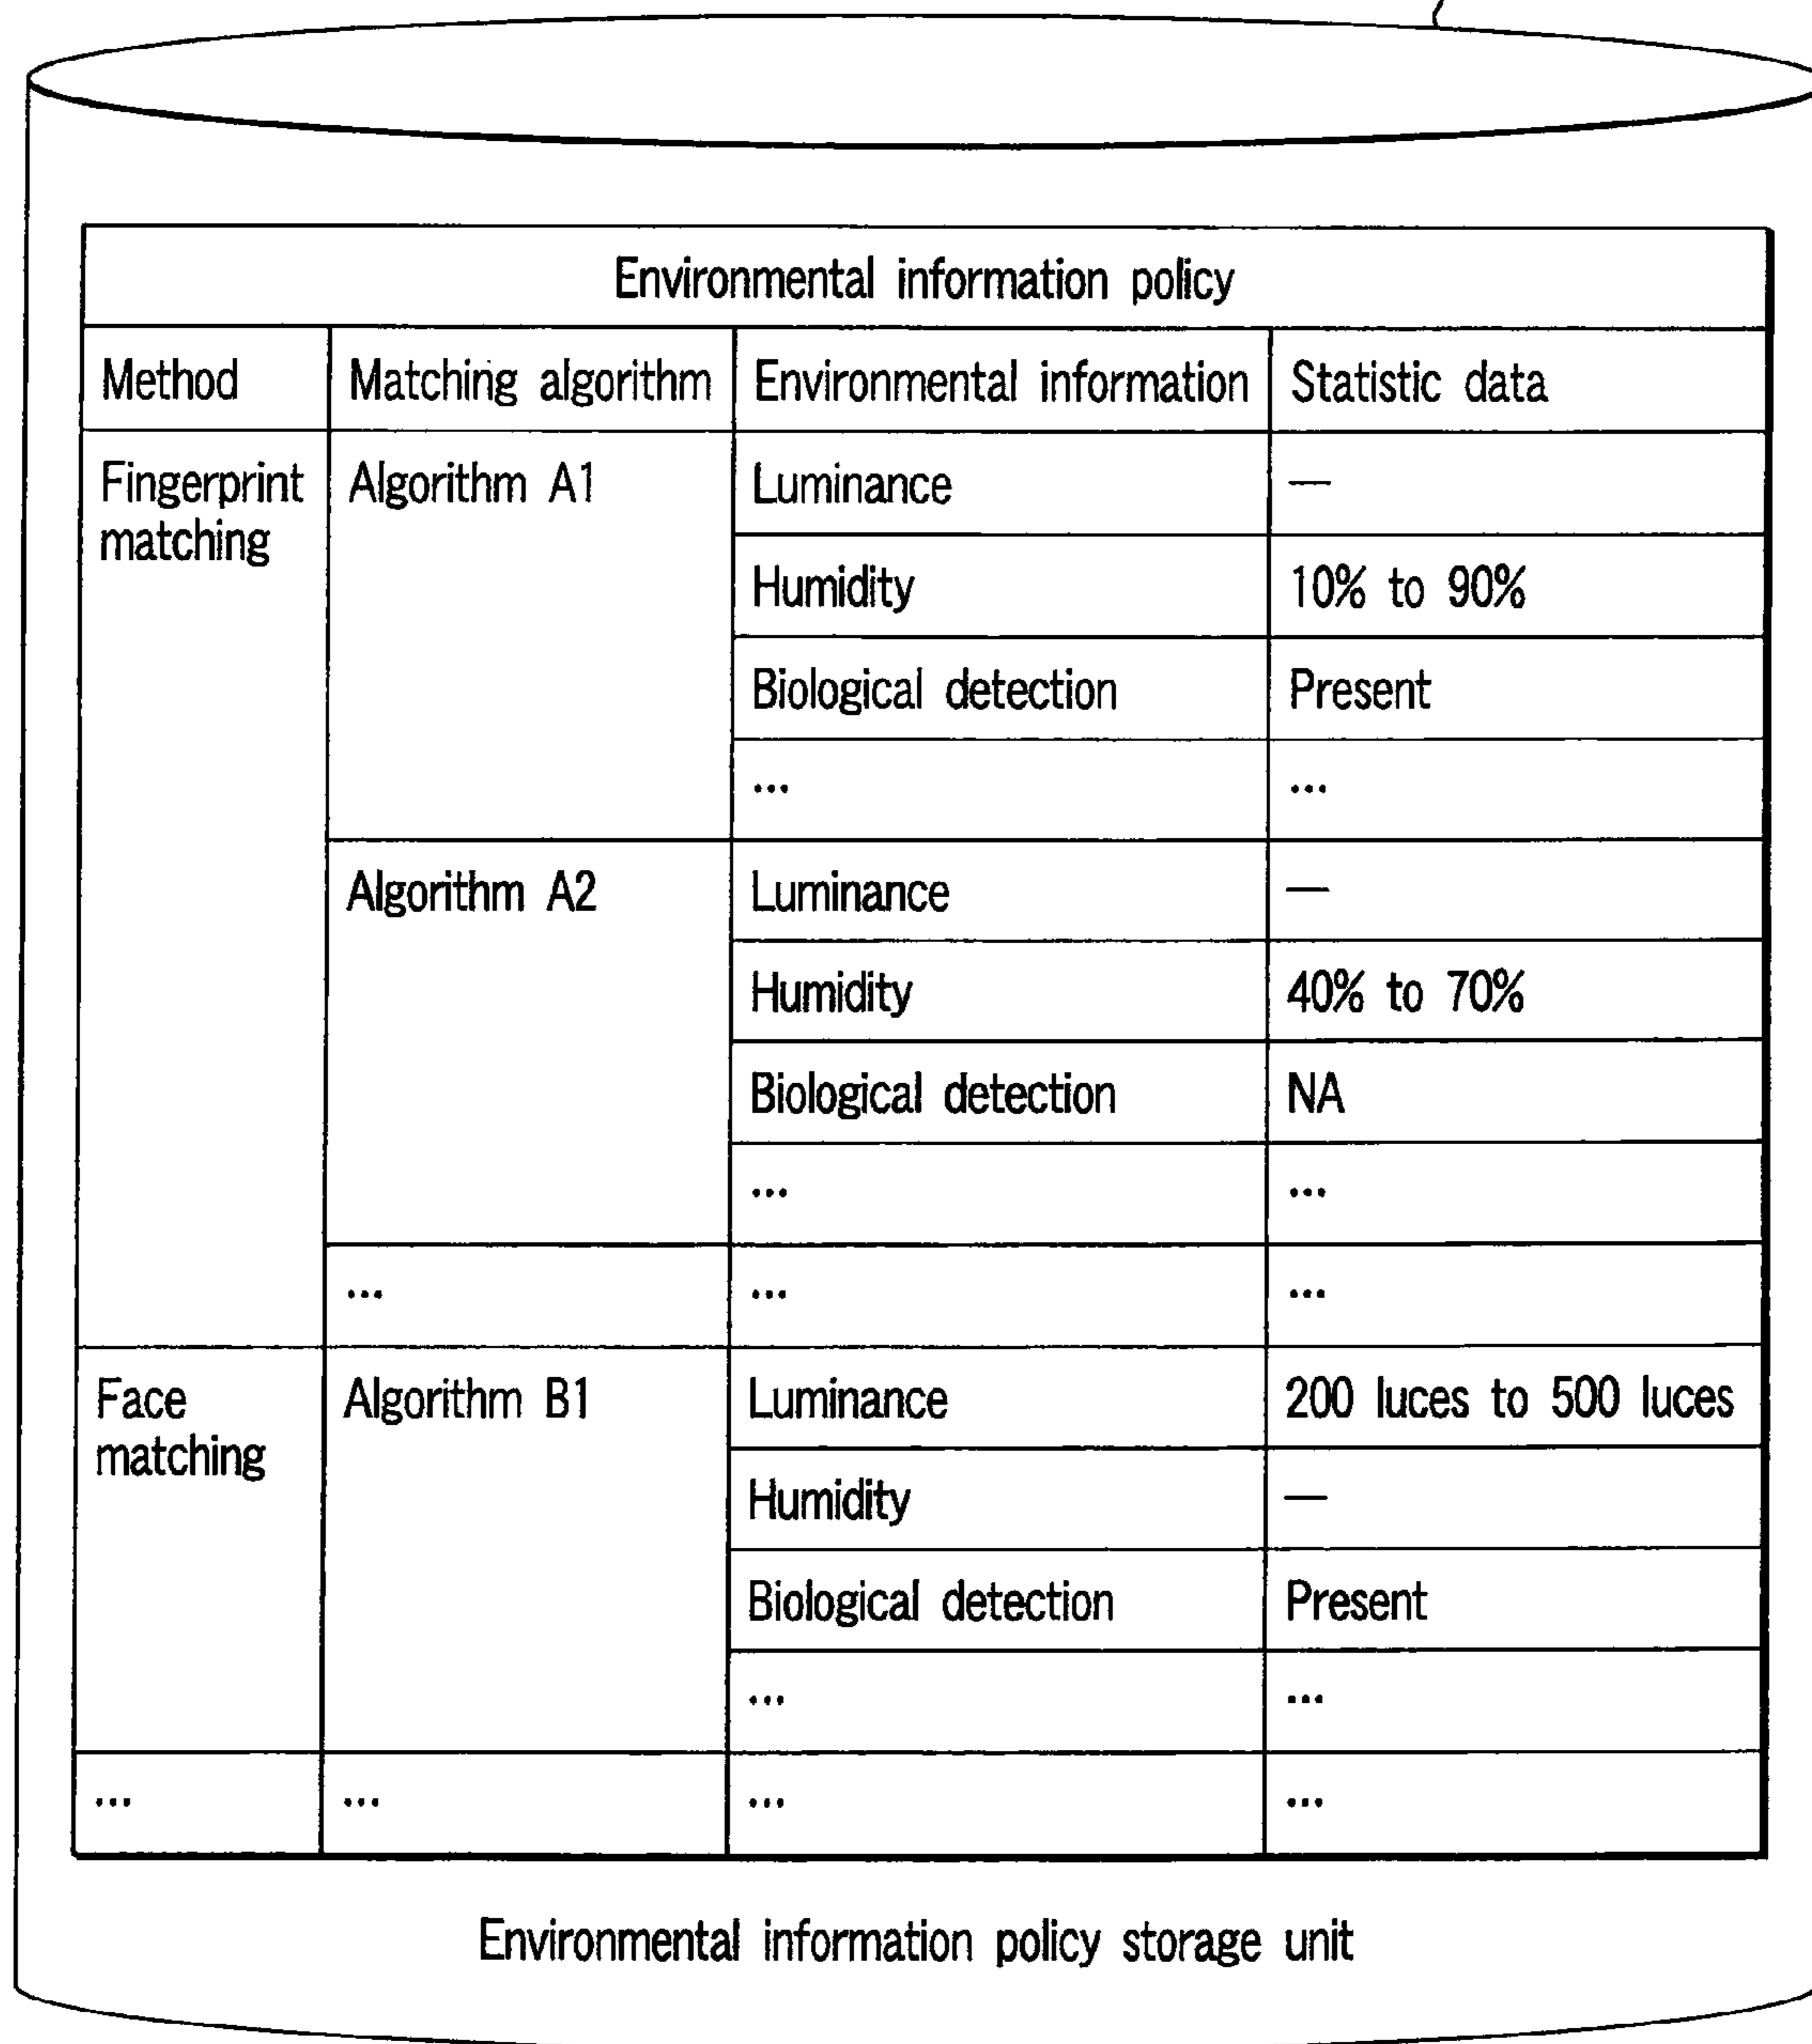 Environmental information policy
Method Matching algorithm Environmental information Statistic data
Fingerprint matching Algorithm A1 Luminance —
Humidity 10% to 90%
Biological detection Present
... ...
Algorithm A2 Luminance —
Humidity 40% to 70%
Biological detection NA
... ...
... ... ...
Face matching Algorithm B1 Luminance 200 luces to 500 luces
Humidity —
Biological detection Present
... ...
... ... ... ...
Environmental information policy storage unit